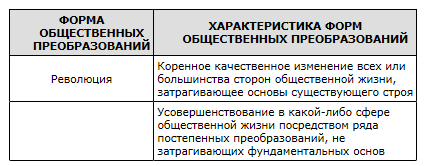 ФОРМА
ОБЩЕСТВЕННЫХ
ПРЕОБРАЗОВАНИЙ
ХАРАКТЕРИСТИКА ФОРМ
ОБЩЕСТВЕННЫХ ПРЕОБРАЗОВАНИЙ
Революция
Коренное качественное изменение всех или
большинства сторон общественной жизни,
затрагивающее основы существующего строя
Усовершенствование в какой-либо сфере
общественной жизни посредством ряда
постепенных преобразований, не
затрагивающих фундаментальных основ